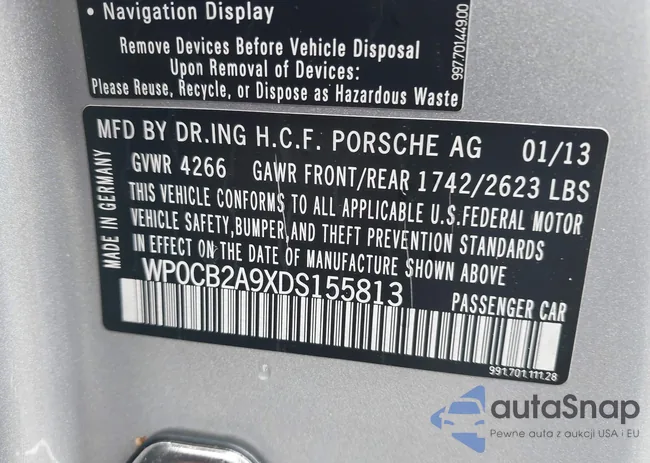 • Navigation Display
Remove Devices Before Vehicle Disposal
Upon Removal of Devices:
Please Reuse, Recycle, or Dispose as Hazardous Waste
997.701.449.00
MFD BY DR.ING H.C.F. PORSCHE AG 01/13
GVWR 4266 GAWR FRONT/REAR 1742/2623 LBS
THIS VEHICLE CONFORMS TO ALL APPLICABLE U.S.FEDERAL MOTOR
VEHICLE SAFETY,BUMPER,AND THEFT PREVENTION STANDARDS
IN EFFECT ON THE DATE OF MANUFACTURE SHOWN ABOVE
MADE IN GERMANY
WP0CB2A9XDS155813
PASSENGER CAR
991.701.111.28
autaSnap
Pewne auta z aukcji USA i EU